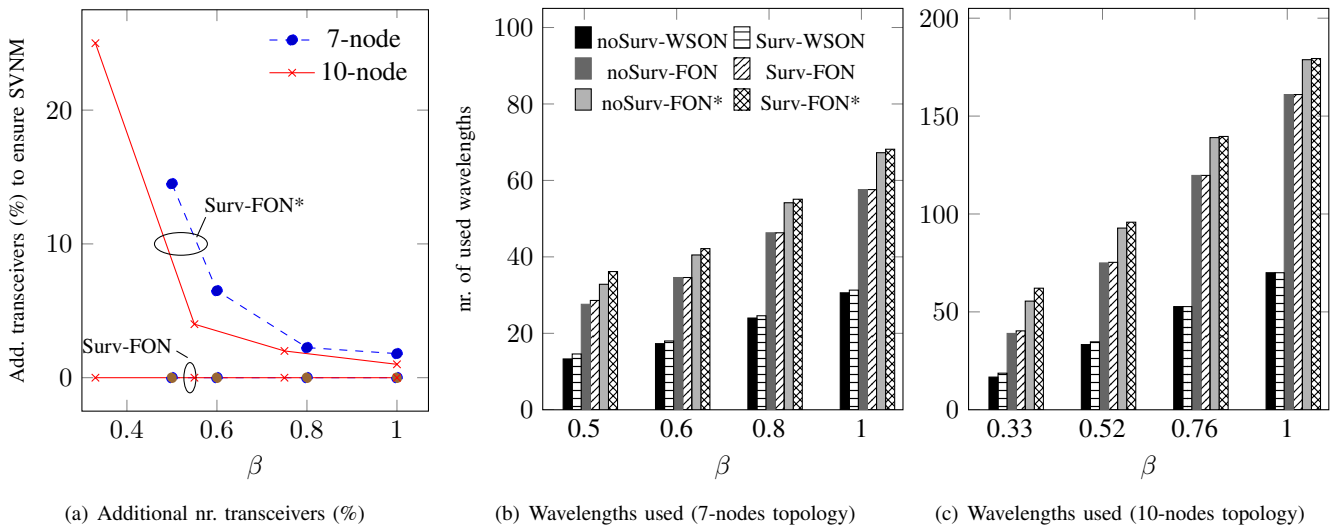 Add. transceivers (%) to ensure SVNM
20
10
0
0.4 0.6 0.8 1
β
7-node
10-node
Surv-FON*
Surv-FON
(a) Additional nr. transceivers (%)
nr. of used wavelengths
100
80
60
40
20
0
0.5 0.6 0.8 1
β
noSurv-WSON Surv-WSON
noSurv-FON Surv-FON
noSurv-FON* Surv-FON*
(b) Wavelengths used (7-nodes topology)
200
150
100
50
0
0.33 0.52 0.76 1
β
(c) Wavelengths used (10-nodes topology)